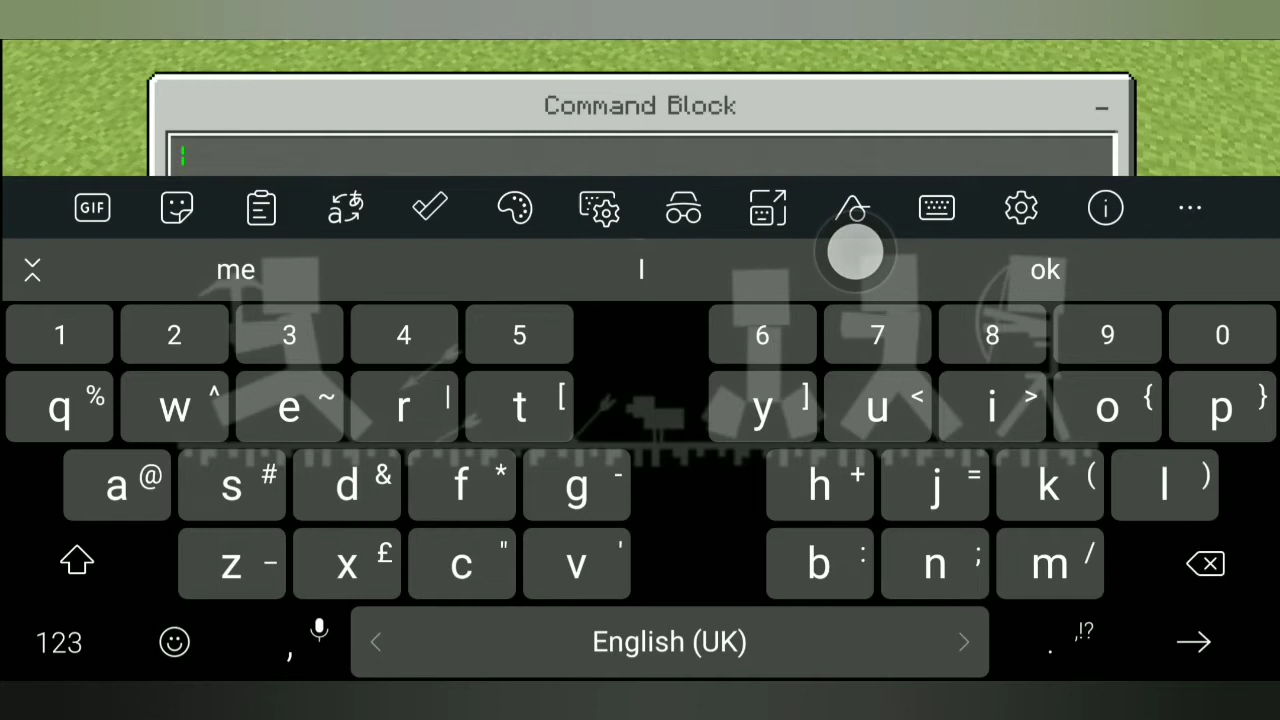 Command Block
GIF
me I ok
1 2 3 4 5 6 7 8 9 0
q % w ^ e ~ r | t [ y ] u < i > o { p }
a @ s # d & f * g - h + j = k ( l )
z _ x £ c " v ' b : n ; m /
123 , < English (UK) > . ,!?